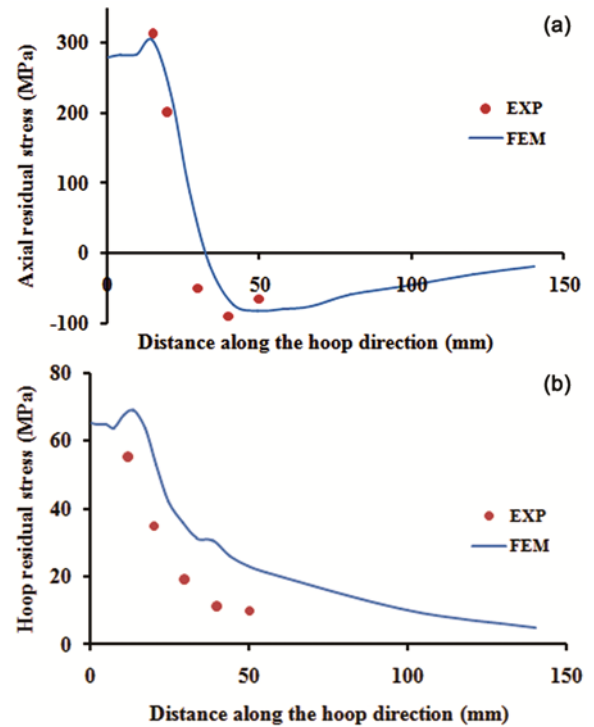 (a)
Axial residual stress (MPa)
300
200
100
0
-100
0
50
100
150
EXP
FEM
Distance along the hoop direction (mm)
(b)
Hoop residual stress (MPa)
80
60
40
20
0
0
50
100
150
EXP
FEM
Distance along the hoop direction (mm)